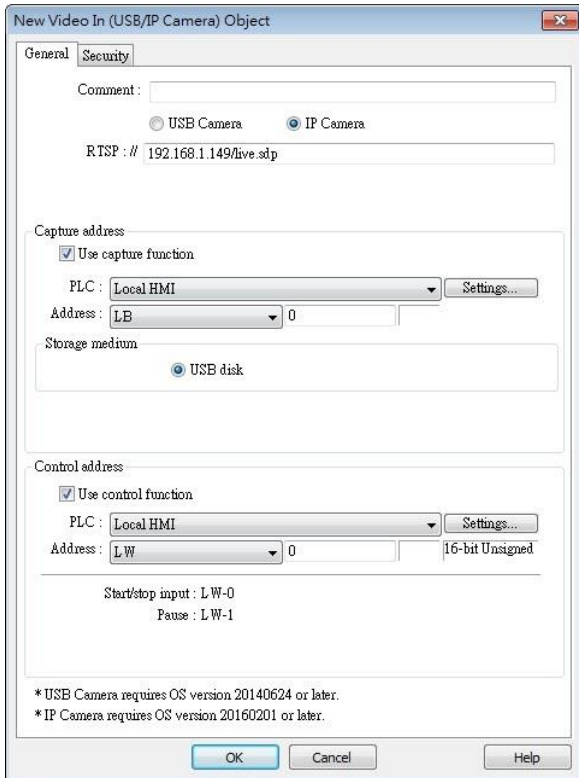 New Video In (USB/IP Camera) Object
General Security
Comment :
USB Camera IP Camera
RTSP : // 192.168.1.149/live.sdp
Capture address
Use capture function
PLC : Local HMI Settings...
Address : LB 0
Storage medium
USB disk
Control address
Use control function
PLC : Local HMI Settings...
Address : LW 0 16-bit Unsigned
Start/stop input : LW-0
Pause : LW-1
* USB Camera requires OS version 20140624 or later.
* IP Camera requires OS version 20160201 or later.
OK Cancel Help